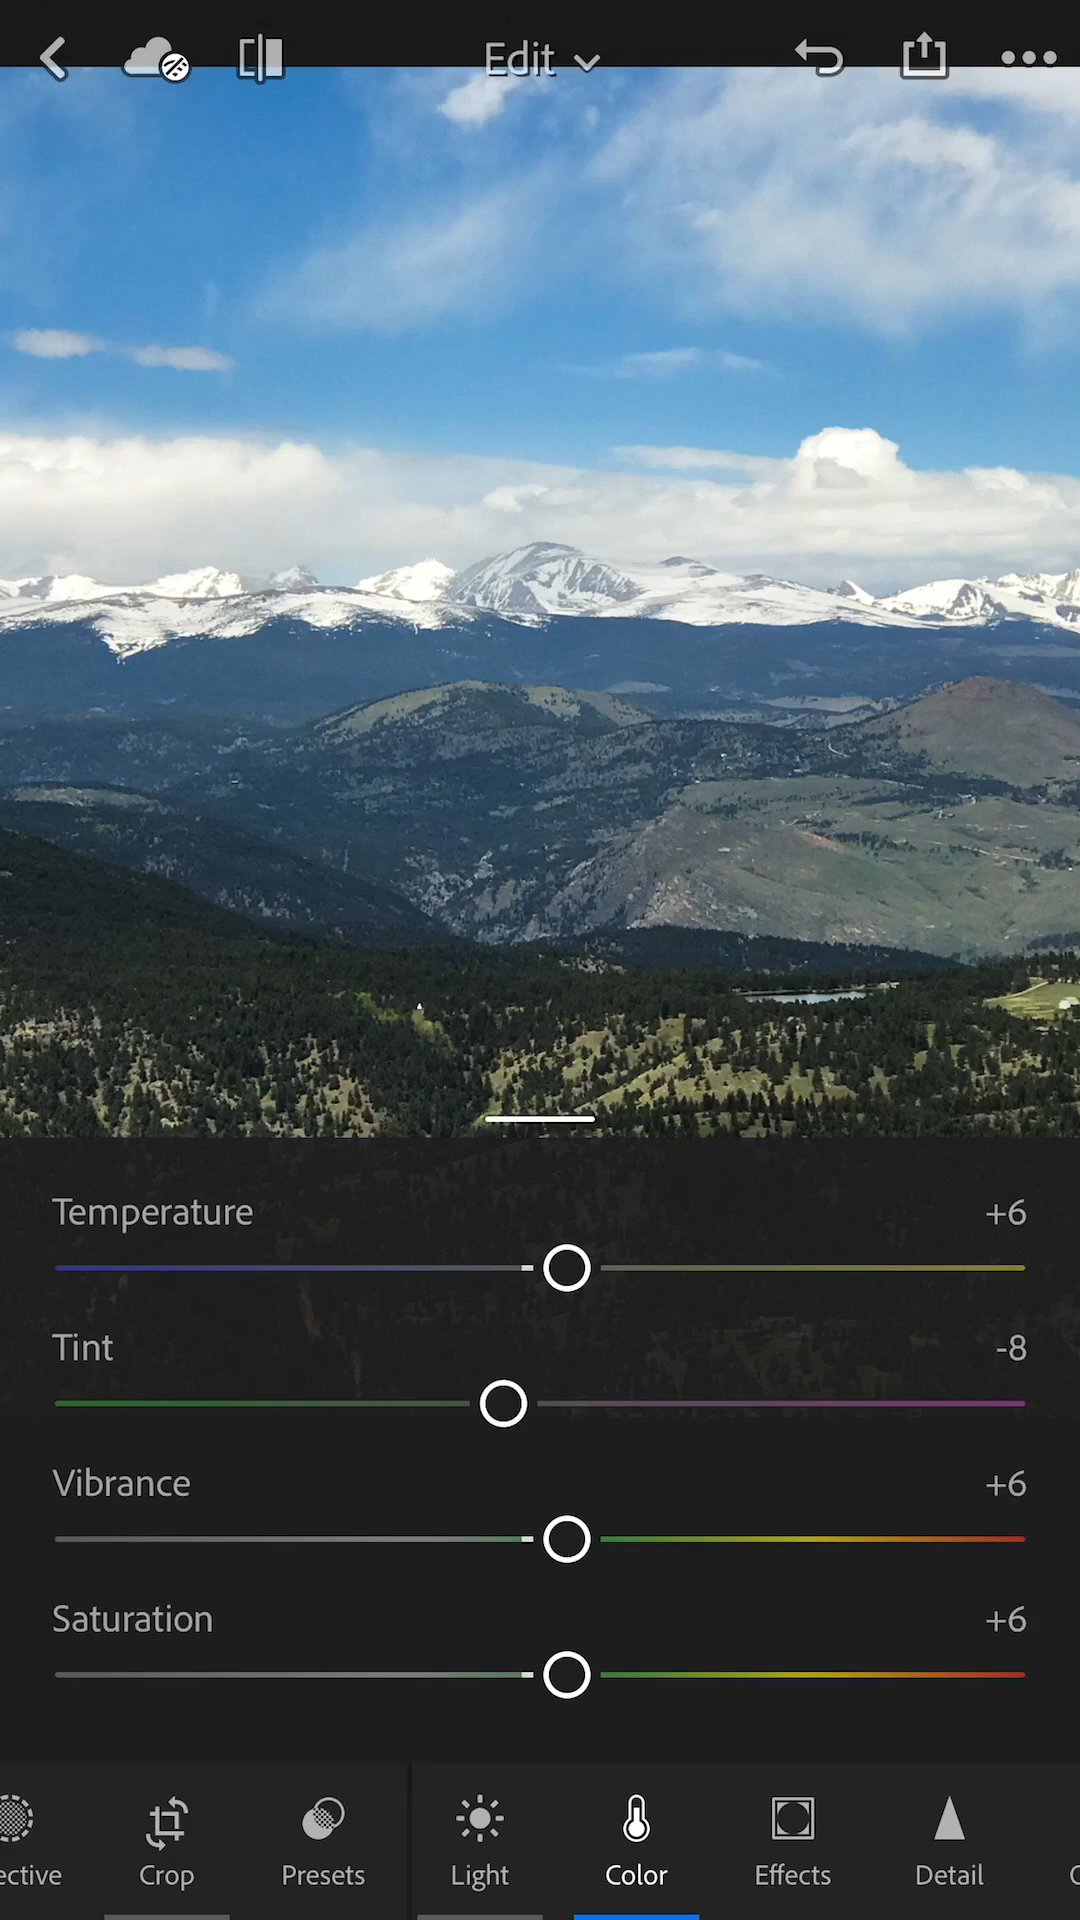 Edit
Temperature +6
Tint -8
Vibrance +6
Saturation +6
ective Crop Presets Light Color Effects Detail